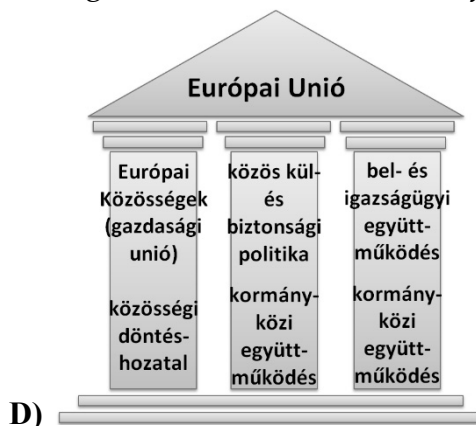 Európai Unió
Európai
Közösségek
(gazdasági
unió)
közösségi
döntés-
hozatal
közös kül-
és
biztonsági
politika
kormány-
közi
együtt-
működés
bel- és
igazságügyi
együtt-
működés
kormány-
közi
együtt-
működés
D)